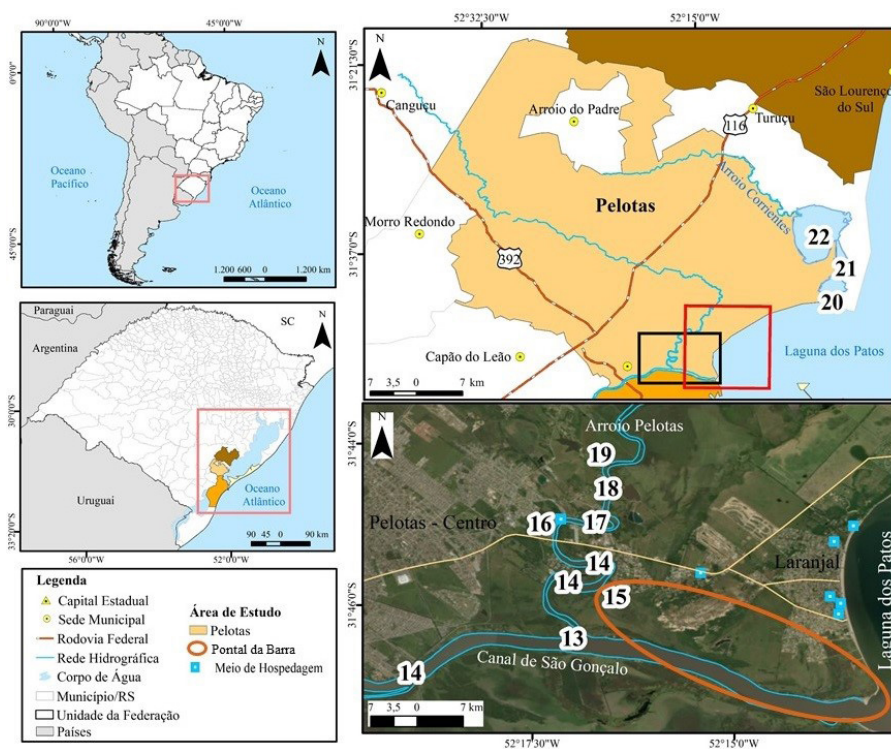 90°0'0"W
45°0'0"W
0°0'0"
45°0'0"S
N
Oceano
Pacífico
Oceano
Atlântico
1.200 600 0 1.200 km
Paraguai
SC
N
Argentina
Uruguai
Oceano
Atlântico
90 45 0 90 km
30°0'0"S
33°20'0"S
56°0'0"W
52°0'0"W
Legenda
Capital Estadual
Sede Municipal
Rodovia Federal
Rede Hidrográfica
Corpo de Água
Município/RS
Unidade da Federação
Países
Área de Estudo
Pelotas
Pontal da Barra
Meio de Hospedagem
52°32'0"W
52°15'0"W
31°21'30"S
31°37'0"S
N
Canguçu
Arroio do Padre
Turuçu
São Lourenço
do Sul
116
Arroio Corrientes
Pelotas
Morro Redondo
392
22
21
20
Capão do Leão
Laguna dos Patos
7 3,5 0 7 km
31°44'0"S
31°46'0"S
N
Arroio Pelotas
19
18
Pelotas - Centro
16
17
Laranjal
14
14
15
13
14
Canal de São Gonçalo
Laguna dos Patos
7 3,5 0 7 km
52°17'30"W
52°15'0"W